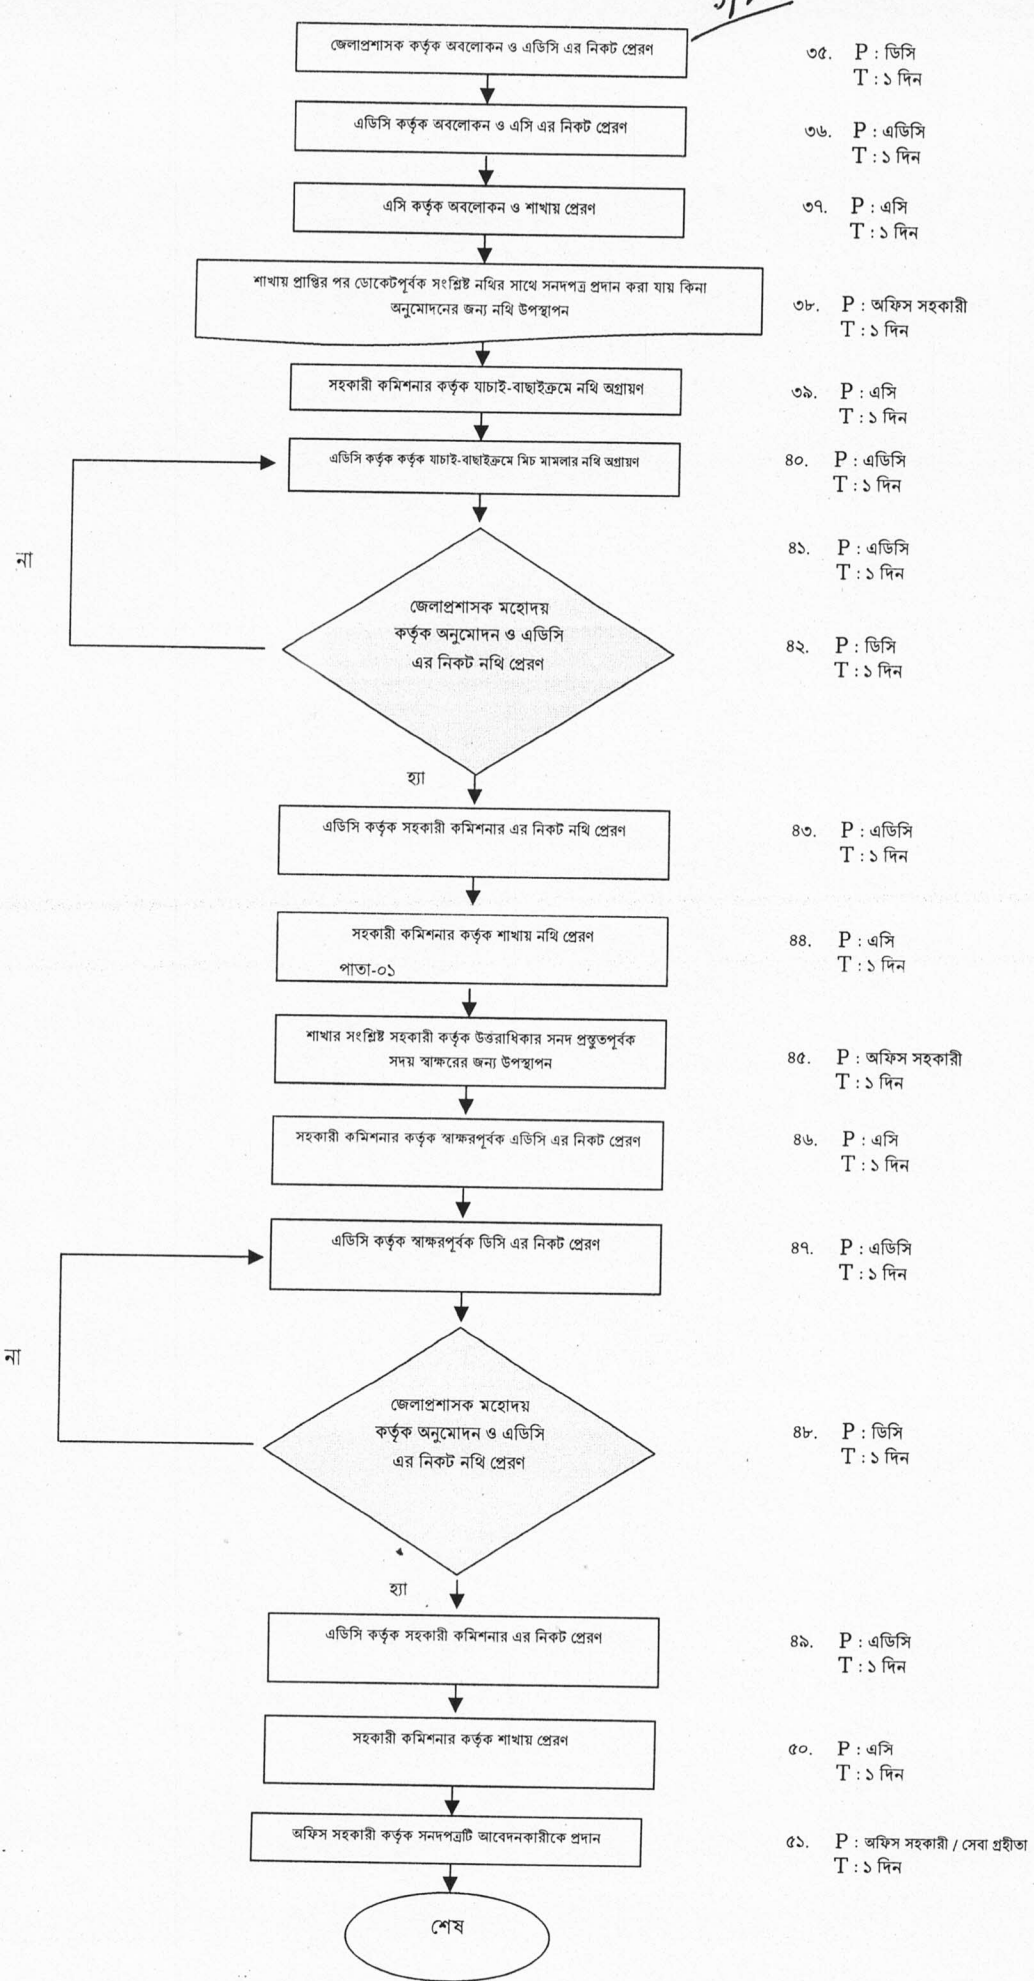 জেলাপ্রশাসক কর্তৃক অবলোকন ও এডিসি এর নিকট প্রেরণ
৩৫. P : ডিসি
T : ১ দিন
এডিসি কর্তৃক অবলোকন ও এসি এর নিকট প্রেরণ
৩৬. P : এডিসি
T : ১ দিন
এসি কর্তৃক অবলোকন ও শাখায় প্রেরণ
৩৭. P : এসি
T : ১ দিন
শাখায় প্রাপ্তির পর ডোকেটপূর্বক সংশ্লিষ্ট নথির সাথে সনদপত্র প্রদান করা যায় কিনা
অনুমোদনের জন্য নথি উপস্থাপন
৩৮. P : অফিস সহকারী
T : ১ দিন
সহকারী কমিশনার কর্তৃক যাচাই-বাছাইক্রমে নথি অগ্রায়ণ
৩৯. P : এসি
T : ১ দিন
এডিসি কর্তৃক কর্তৃক যাচাই-বাছাইক্রমে মিচ মামলার নথি অগ্রায়ণ
৪০. P : এডিসি
T : ১ দিন
না
৪১. P : এডিসি
T : ১ দিন
জেলাপ্রশাসক মহোদয়
কর্তৃক অনুমোদন ও এডিসি
এর নিকট নথি প্রেরণ
৪২. P : ডিসি
T : ১ দিন
হ্যা
এডিসি কর্তৃক সহকারী কমিশনার এর নিকট নথি প্রেরণ
৪৩. P : এডিসি
T : ১ দিন
সহকারী কমিশনার কর্তৃক শাখায় নথি প্রেরণ
পাতা-০১
৪৪. P : এসি
T : ১ দিন
শাখার সংশ্লিষ্ট সহকারী কর্তৃক উত্তরাধিকার সনদ প্রস্তুতপূর্বক
সদয় স্বাক্ষরের জন্য উপস্থাপন
৪৫. P : অফিস সহকারী
T : ১ দিন
সহকারী কমিশনার কর্তৃক স্বাক্ষরপূর্বক এডিসি এর নিকট প্রেরণ
৪৬. P : এসি
T : ১ দিন
এডিসি কর্তৃক স্বাক্ষরপূর্বক ডিসি এর নিকট প্রেরণ
৪৭. P : এডিসি
T : ১ দিন
না
জেলাপ্রশাসক মহোদয়
কর্তৃক অনুমোদন ও এডিসি
এর নিকট নথি প্রেরণ
৪৮. P : ডিসি
T : ১ দিন
হ্যা
এডিসি কর্তৃক সহকারী কমিশনার এর নিকট প্রেরণ
৪৯. P : এডিসি
T : ১ দিন
সহকারী কমিশনার কর্তৃক শাখায় প্রেরণ
৫০. P : এসি
T : ১ দিন
অফিস সহকারী কর্তৃক সনদপত্রটি আবেদনকারীকে প্রদান
৫১. P : অফিস সহকারী / সেবা গ্রহীতা
T : ১ দিন
শেষ